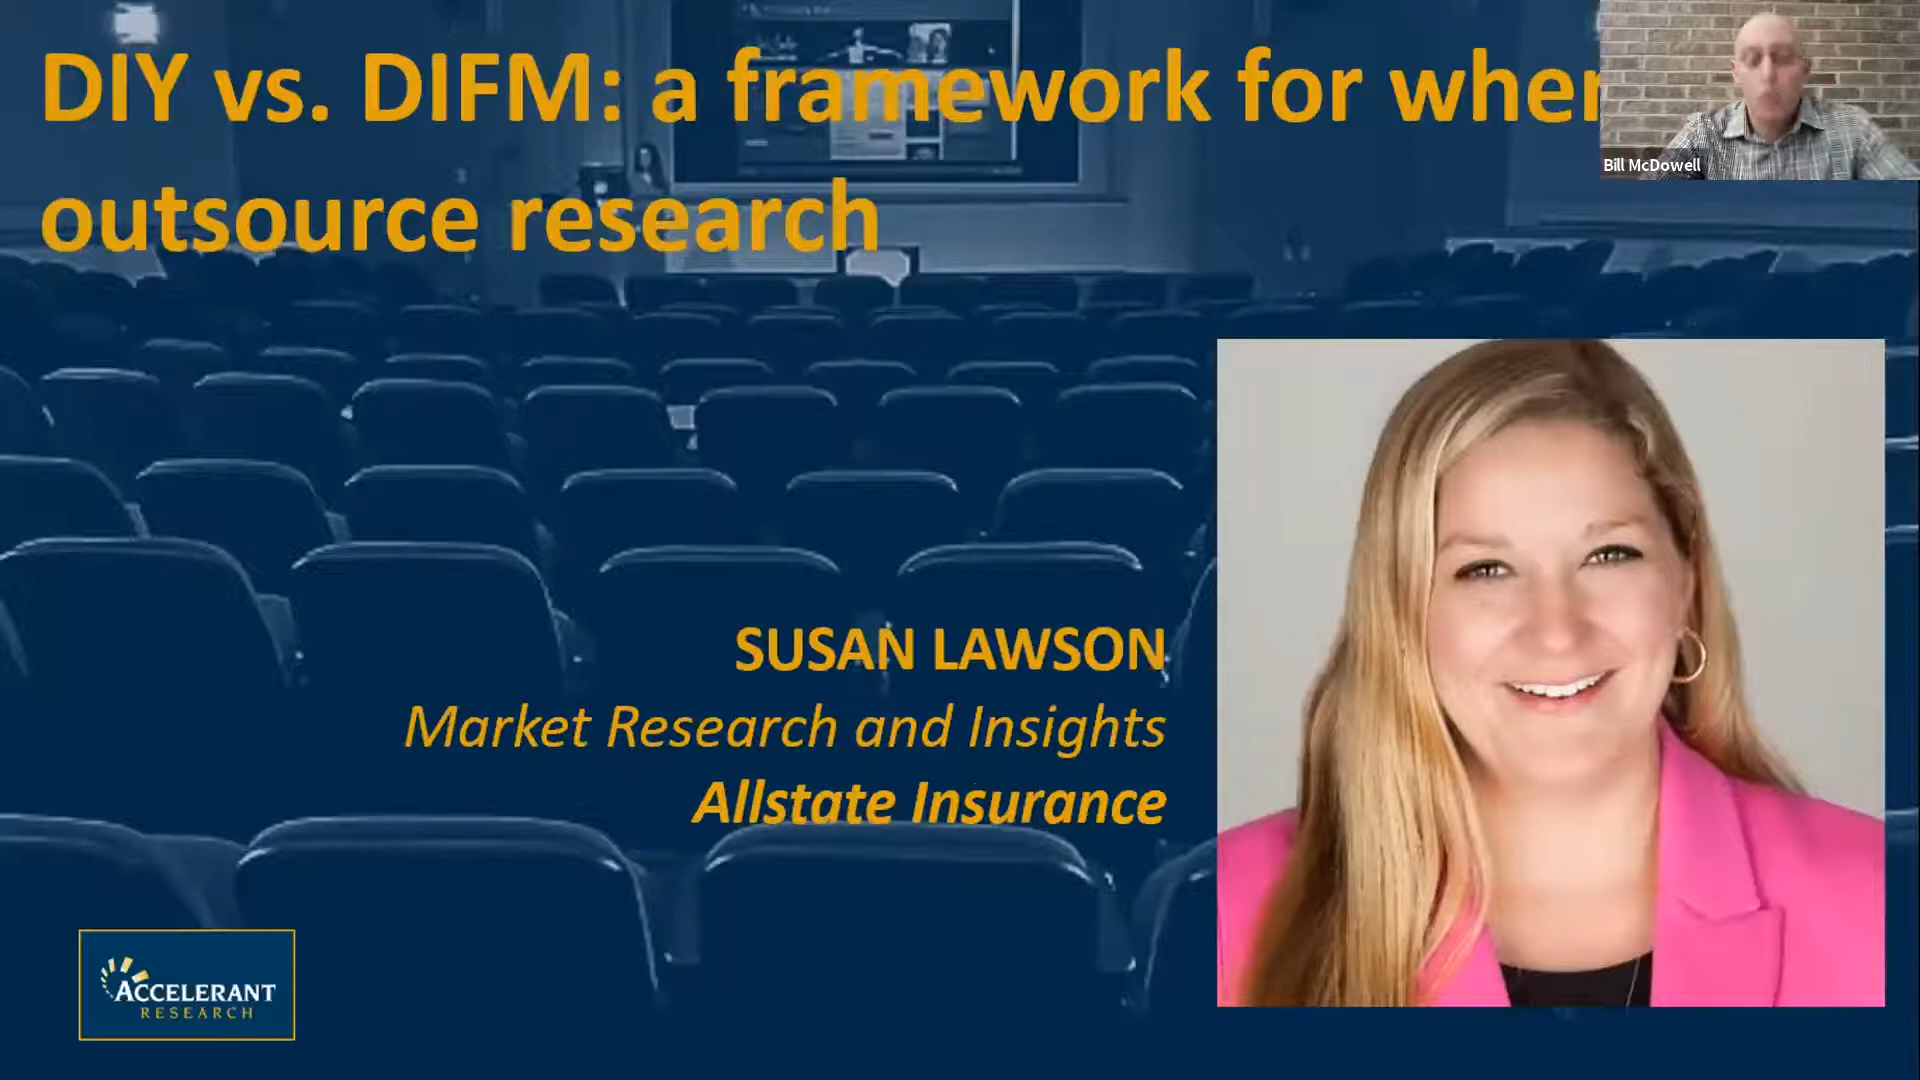 DIY vs. DIFM: a framework for when
outsource research
Bill McDowell
SUSAN LAWSON
Market Research and Insights
Allstate Insurance
ACCELERANT
RESEARCH